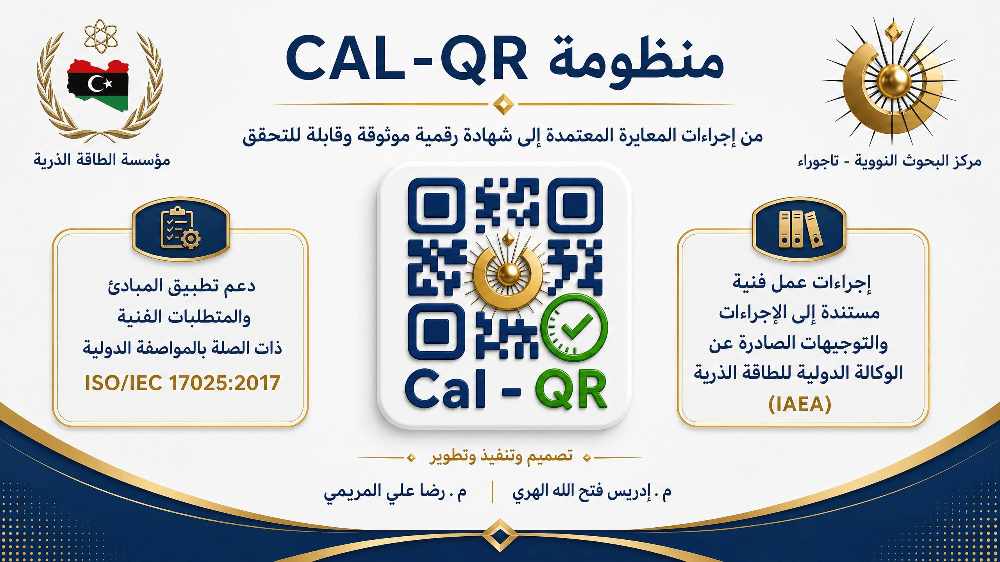 منظومة CAL-QR
من إجراءات المعايرة المعتمدة إلى شهادة رقمية موثوقة وقابلة للتحقق
مركز البحوث النووية - تاجوراء
مؤسسة الطاقة الذرية
إجراءات عمل فنية
مستندة إلى الإجراءات
والتوجيهات الصادرة عن
الوكالة الدولية للطاقة الذرية
(IAEA)
Cal - QR
دعم تطبيق المبادئ
والمتطلبات الفنية
ذات الصلة بالمواصفة الدولية
ISO/IEC 17025:2017
تصميم وتنفيذ وتطوير
م . إدريس فتح الله الهري
م . رضا علي المريمي